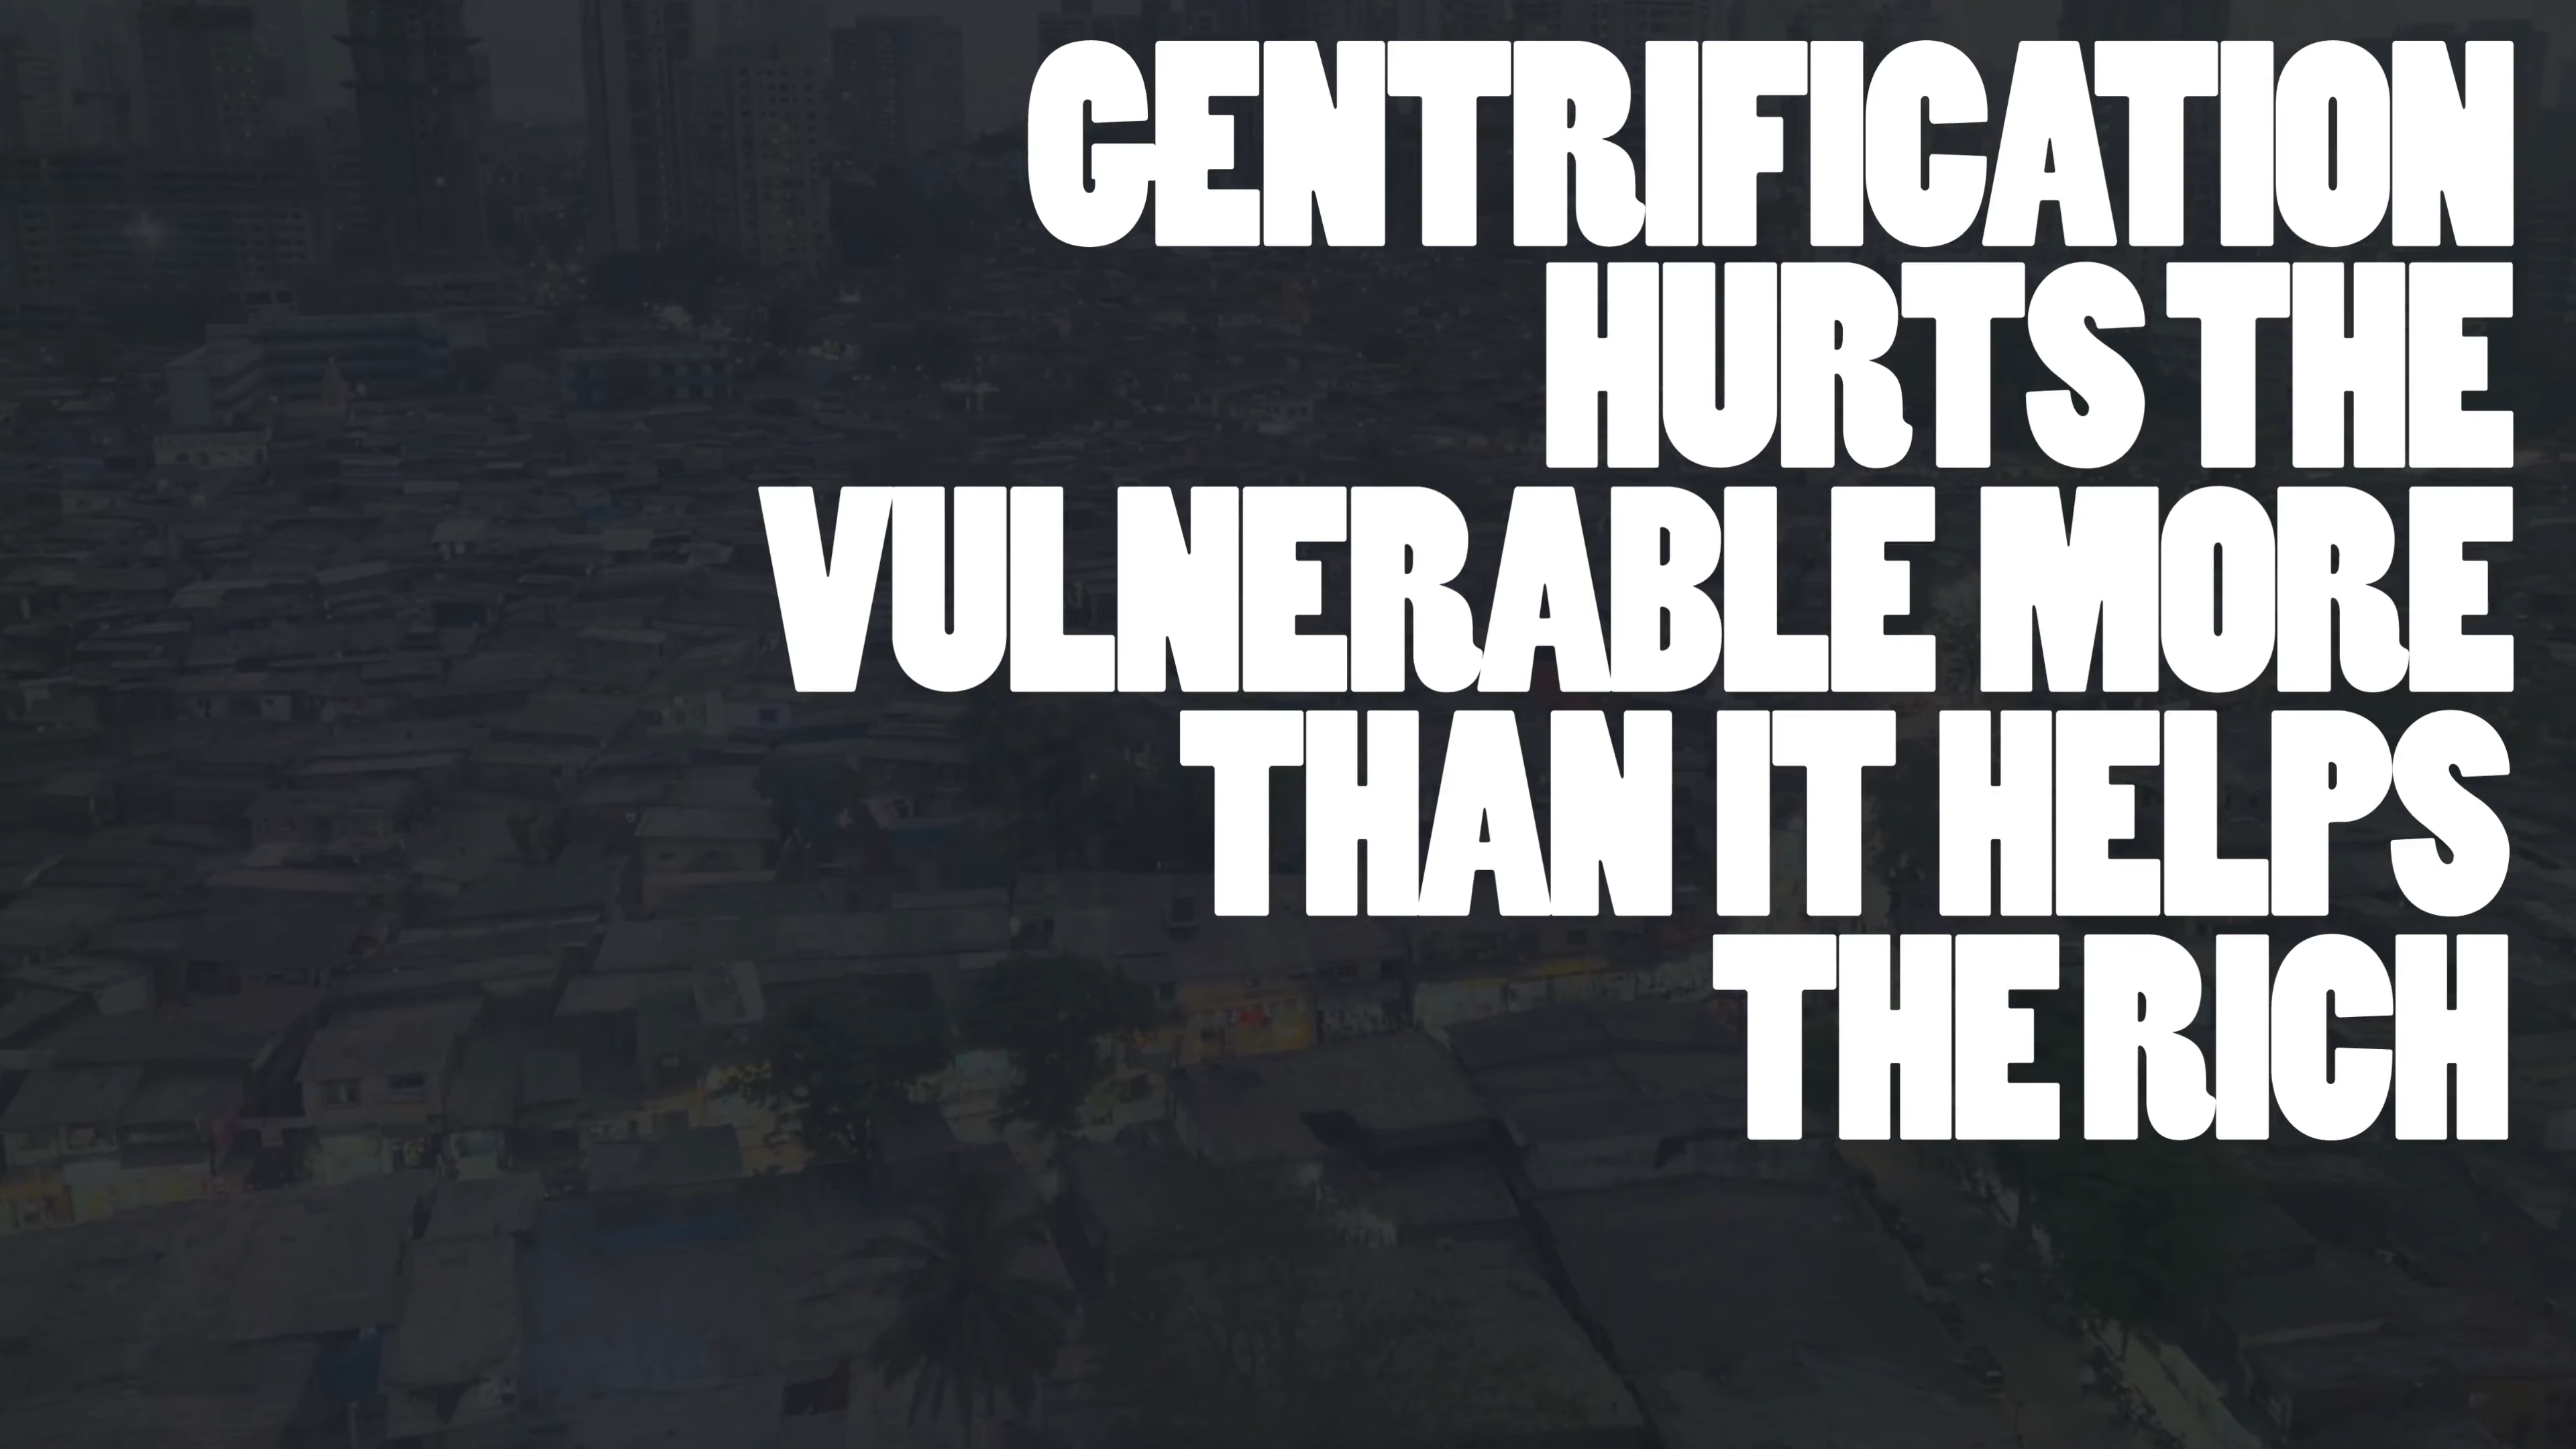 GENTRIFICATION
HURTS THE
VULNERABLE MORE
THAN IT HELPS
THE RICH